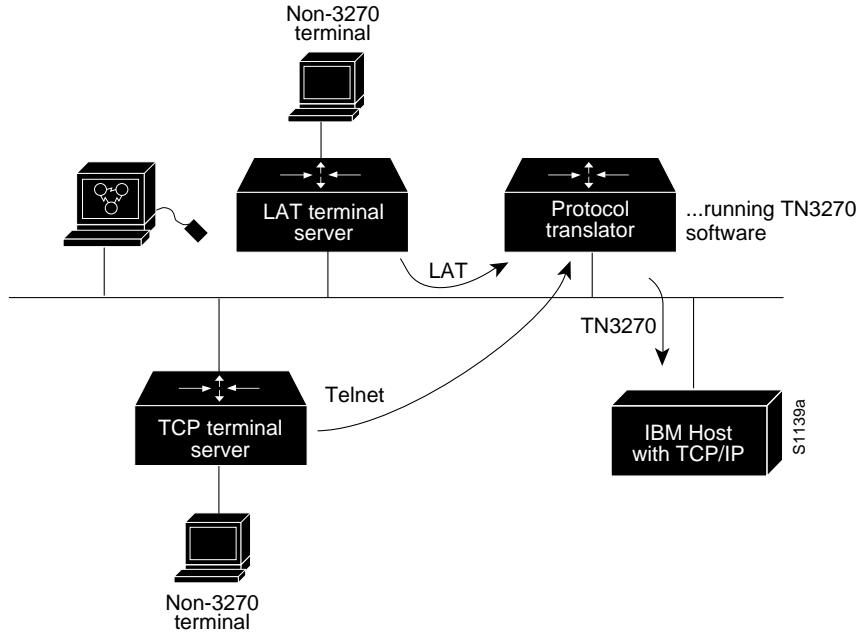 Non-3270
terminal
LAT terminal
server
Protocol
translator
...running TN3270
software
LAT
TN3270
Telnet
TCP terminal
server
IBM Host
with TCP/IP
S1139a
Non-3270
terminal